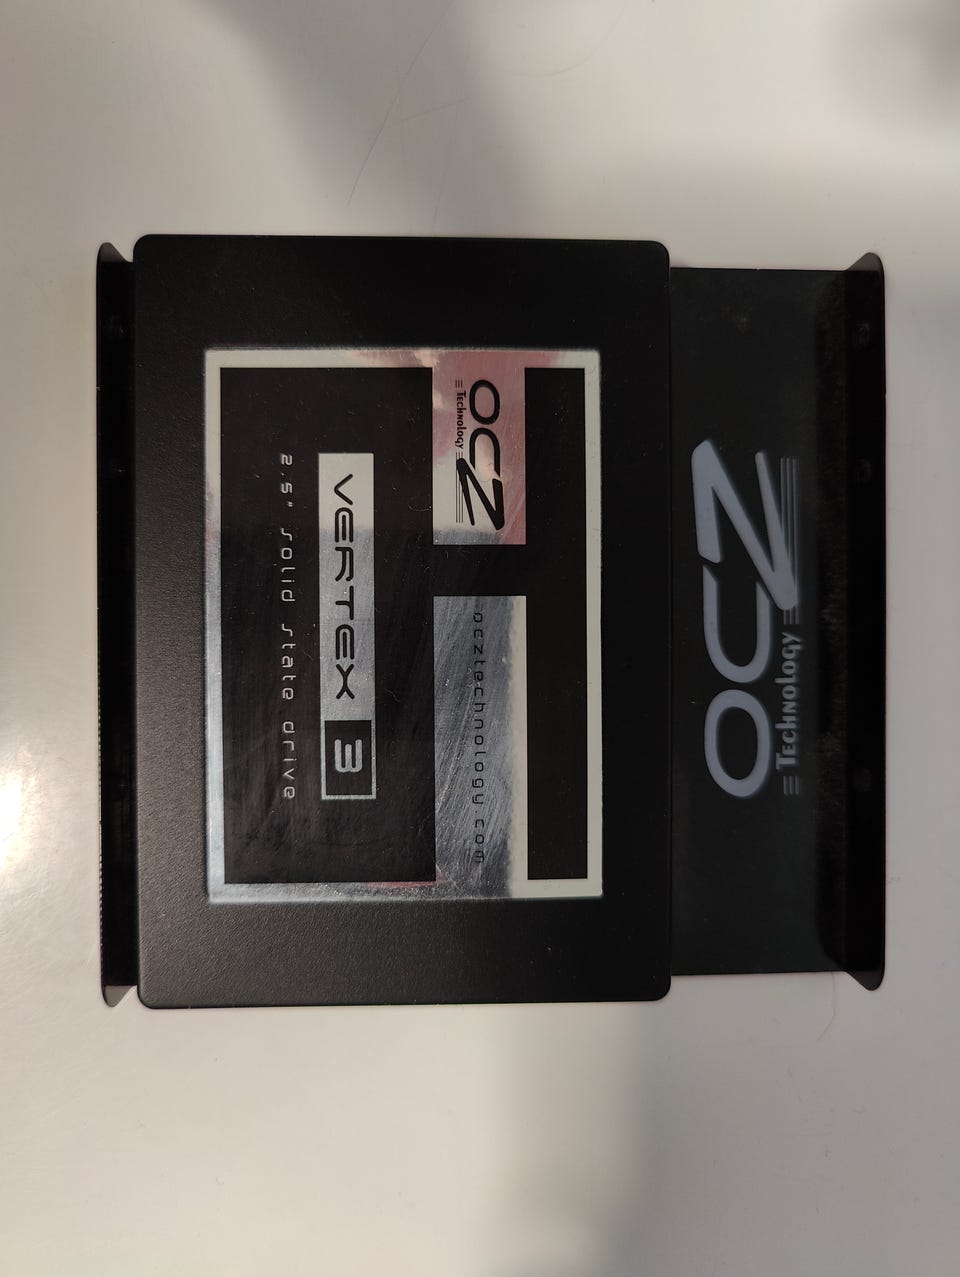 OCZ
Technology
ocztechnology.com
VERTEX 3
2.5" solid state drive
OCZ
Technology